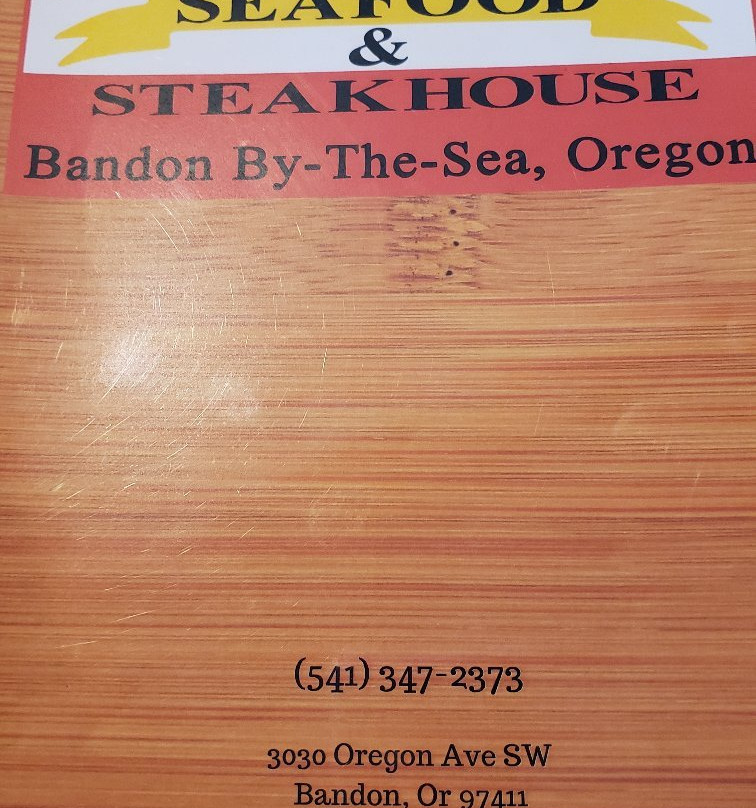 SEAFOOD
&
STEAKHOUSE
Bandon By-The-Sea, Oregon
(541) 347-2373
3030 Oregon Ave SW
Bandon, Or 97411